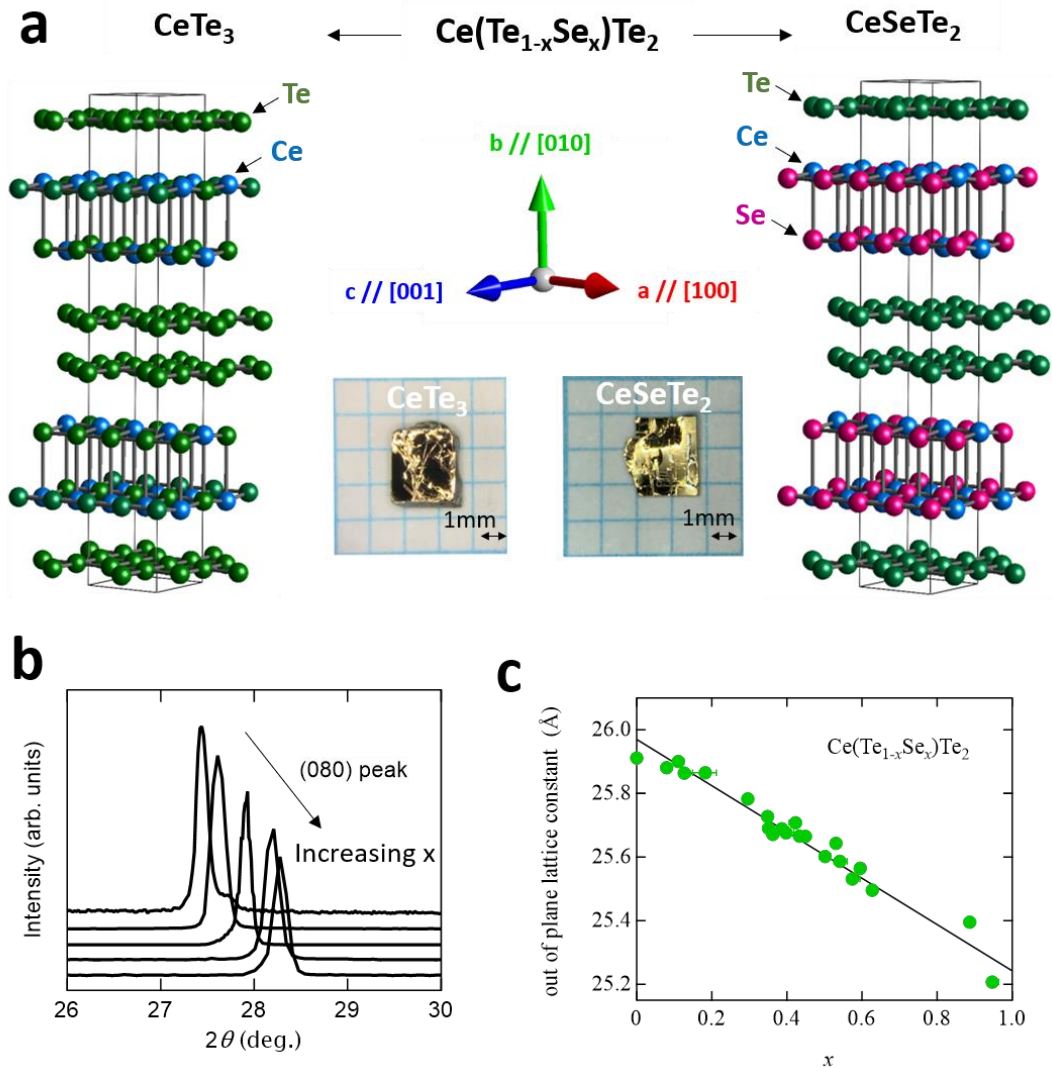 a
CeTe₃
Ce(Te₁₋ₓSeₓ)Te₂
CeSeTe₂
Te
Ce
b // [010]
c // [001]
a // [100]
Te
Ce
Se
CeTe₃
1mm
CeSeTe₂
1mm
b
Intensity (arb. units)
(080) peak
Increasing x
26 27 28 29 30
2θ (deg.)
c
out of plane lattice constant (Å)
Ce(Te₁₋ₓSeₓ)Te₂
26.0
25.8
25.6
25.4
25.2
0 0.2 0.4 0.6 0.8 1.0
x